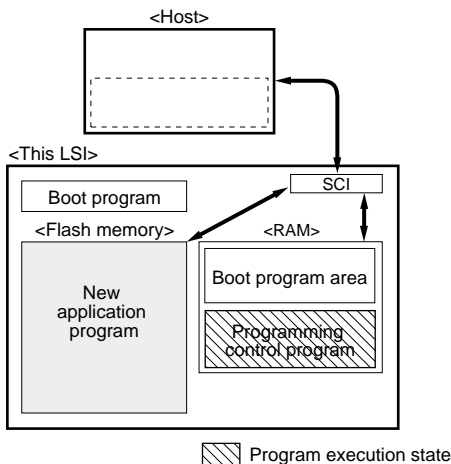 <Host>
<This LSI>
SCI
Boot program
<Flash memory>
<RAM>
New
application
program
Boot program area
Programming
control program
Program execution state